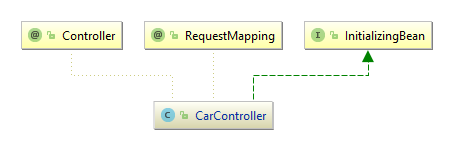 @ Controller
@ RequestMapping
I InitializingBean
C CarController